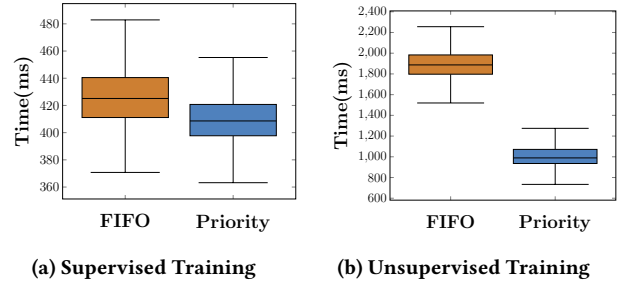 Time(ms)
480
460
440
420
400
380
360
FIFO Priority
(a) Supervised Training
Time(ms)
2,400
2,200
2,000
1,800
1,600
1,400
1,200
1,000
800
600
FIFO Priority
(b) Unsupervised Training